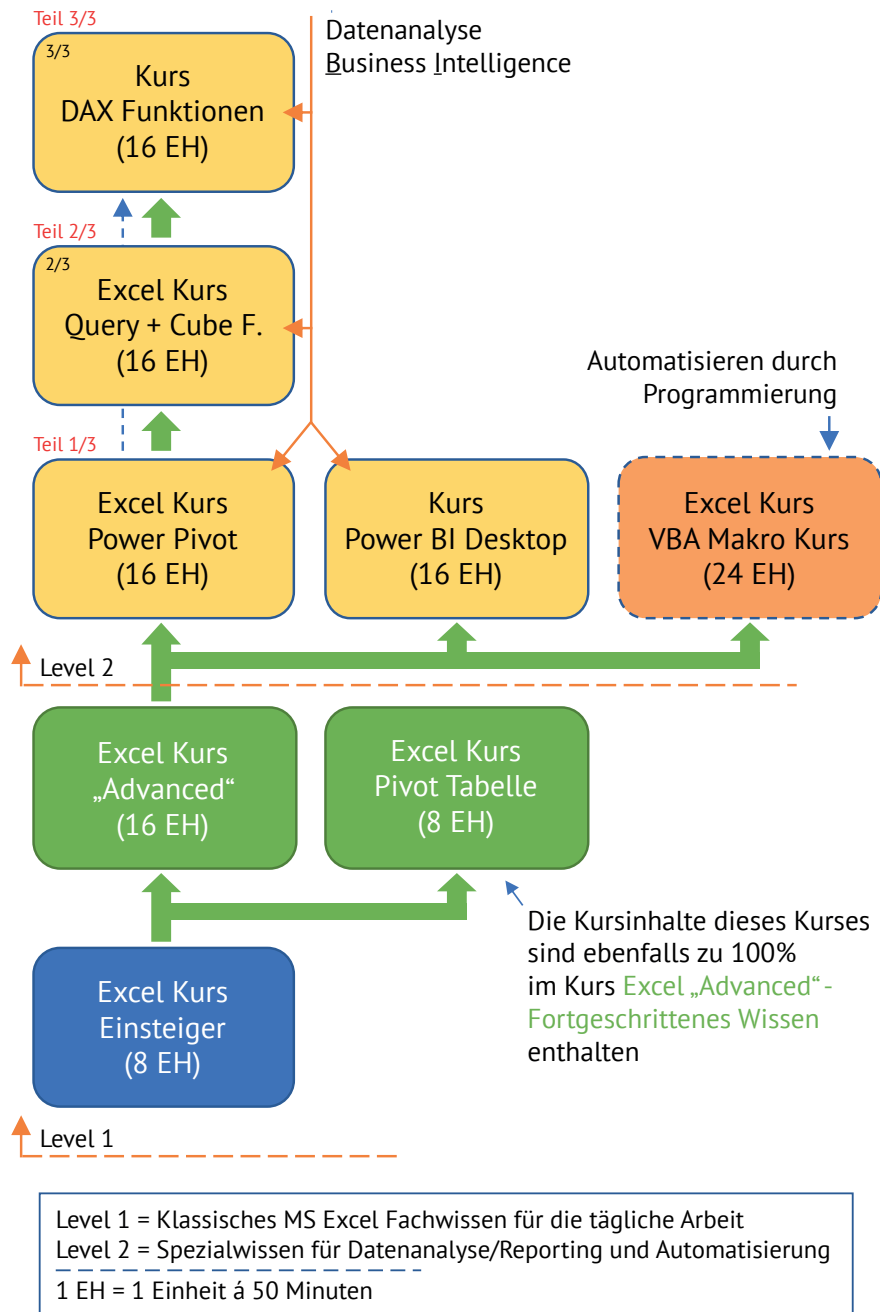 Teil 3/3
3/3
Kurs
DAX Funktionen
(16 EH)
Datenanalyse
Business Intelligence
Teil 2/3
2/3
Excel Kurs
Query + Cube F.
(16 EH)
Automatisieren durch
Programmierung
Teil 1/3
Excel Kurs
Power Pivot
(16 EH)
Kurs
Power BI Desktop
(16 EH)
Excel Kurs
VBA Makro Kurs
(24 EH)
Level 2
Excel Kurs
„Advanced“
(16 EH)
Excel Kurs
Pivot Tabelle
(8 EH)
Die Kursinhalte dieses Kurses
sind ebenfalls zu 100%
im Kurs Excel „Advanced“ -
Fortgeschrittenes Wissen
enthalten
Excel Kurs
Einsteiger
(8 EH)
Level 1
Level 1 = Klassisches MS Excel Fachwissen für die tägliche Arbeit
Level 2 = Spezialwissen für Datenanalyse/Reporting und Automatisierung
1 EH = 1 Einheit á 50 Minuten